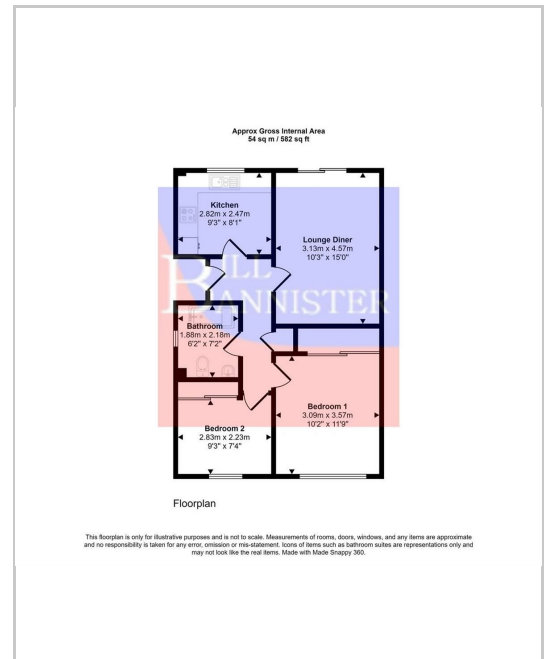 Approx Gross Internal Area
54 sq m / 582 sq ft
Kitchen
2.82m x 2.47m
9'3" x 8'1"
Lounge Diner
3.13m x 4.57m
10'3" x 15'0"
BILL
BANNISTER
Bathroom
1.88m x 2.18m
6'2" x 7'2"
Bedroom 1
3.09m x 3.57m
10'2" x 11'9"
Bedroom 2
2.83m x 2.23m
9'3" x 7'4"
Floorplan
This floorplan is only for illustrative purposes and is not to scale. Measurements of rooms, doors, windows, and any items are approximate
and no responsibility is taken for any error, omission or mis-statement. Icons of items such as bathroom suites are representations only and
may not look like the real items. Made with Made Snappy 360.